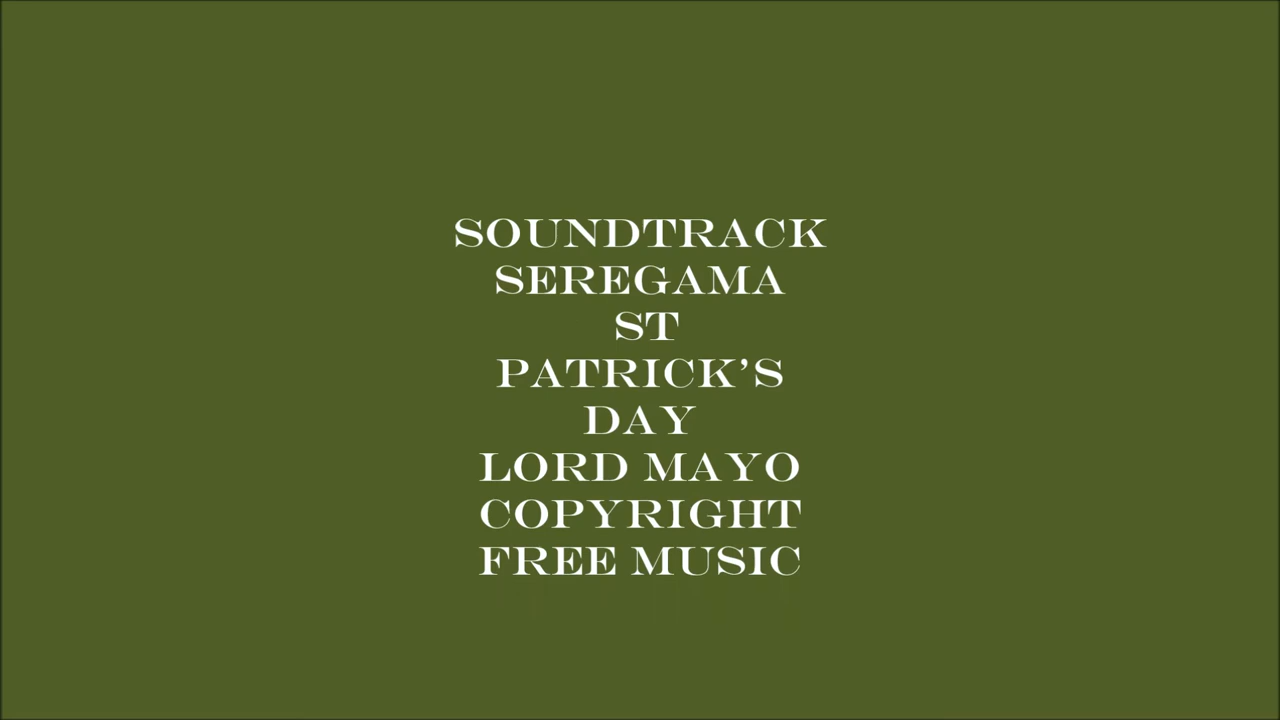 SOUNDTRACK
SEREGAMA
ST
PATRICK'S
DAY
LORD MAYO
COPYRIGHT
FREE MUSIC